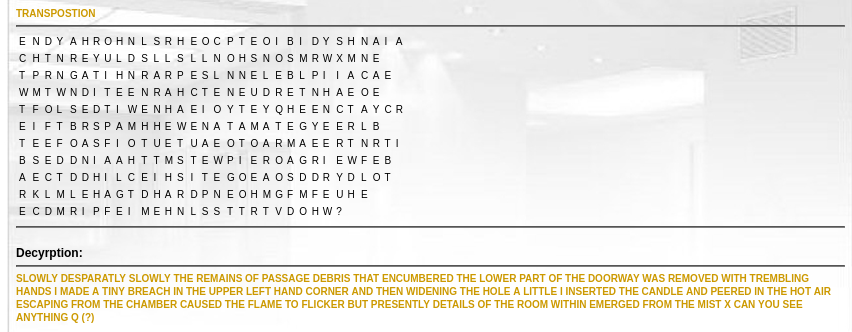 TRANSPOSTION
E N D Y A H R O H N L S R H E O C P T E O I B I D Y S H N A I A
C H T N R E Y U L D S L L S L L N O H S N O S M R W X M N E
T P R N G A T I H N R A R P E S L N N E L E B L P I I A C A E
W M T W N D I T E E N R A H C T E N E U D R E T N H A E O E
T F O L S E D T I W E N H A E I O Y T E Y Q H E E N C T A Y C R
E I F T B R S P A M H H E W E N A T A M A T E G Y E E R L B
T E E F O A S F I O T U E T U A E O T O A R M A E E R T N R T I
B S E D D N I A A H T T M S T E W P I E R O A G R I E W F E B
A E C T D D H I L C E I H S I T E G O E A O S D D R Y D L O T
R K L M L E H A G T D H A R D P N E O H M G F M F E U H E
E C D M R I P F E I M E H N L S S T T R T V D O H W ?
Decyrption:
SLOWLY DESPARATLY SLOWLY THE REMAINS OF PASSAGE DEBRIS THAT ENCUMBERED THE LOWER PART OF THE DOORWAY WAS REMOVED WITH TREMBLING
HANDS I MADE A TINY BREACH IN THE UPPER LEFT HAND CORNER AND THEN WIDENING THE HOLE A LITTLE I INSERTED THE CANDLE AND PEERED IN THE HOT AIR
ESCAPING FROM THE CHAMBER CAUSED THE FLAME TO FLICKER BUT PRESENTLY DETAILS OF THE ROOM WITHIN EMERGED FROM THE MIST X CAN YOU SEE
ANYTHING Q (?)